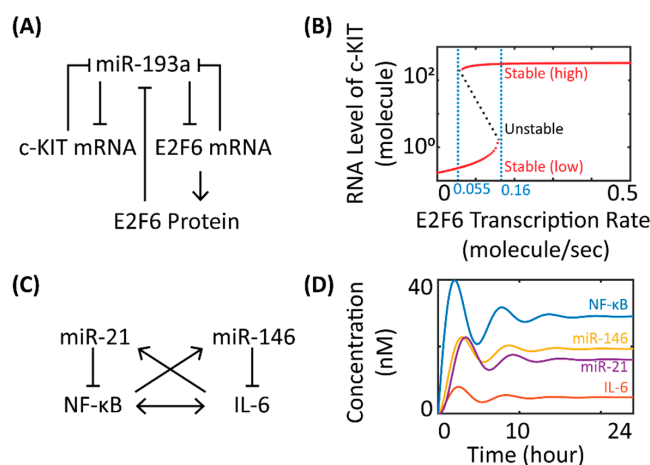 (A)
miR-193a
c-KIT mRNA
E2F6 mRNA
E2F6 Protein
(B)
RNA Level of c-KIT
(molecule)
10²
10⁰
Stable (high)
Unstable
Stable (low)
0
0.055
0.16
0.5
E2F6 Transcription Rate
(molecule/sec)
(C)
miR-21
miR-146
NF-κB
IL-6
(D)
Concentration
(nM)
40
0
NF-κB
miR-146
miR-21
IL-6
0
10
24
Time (hour)